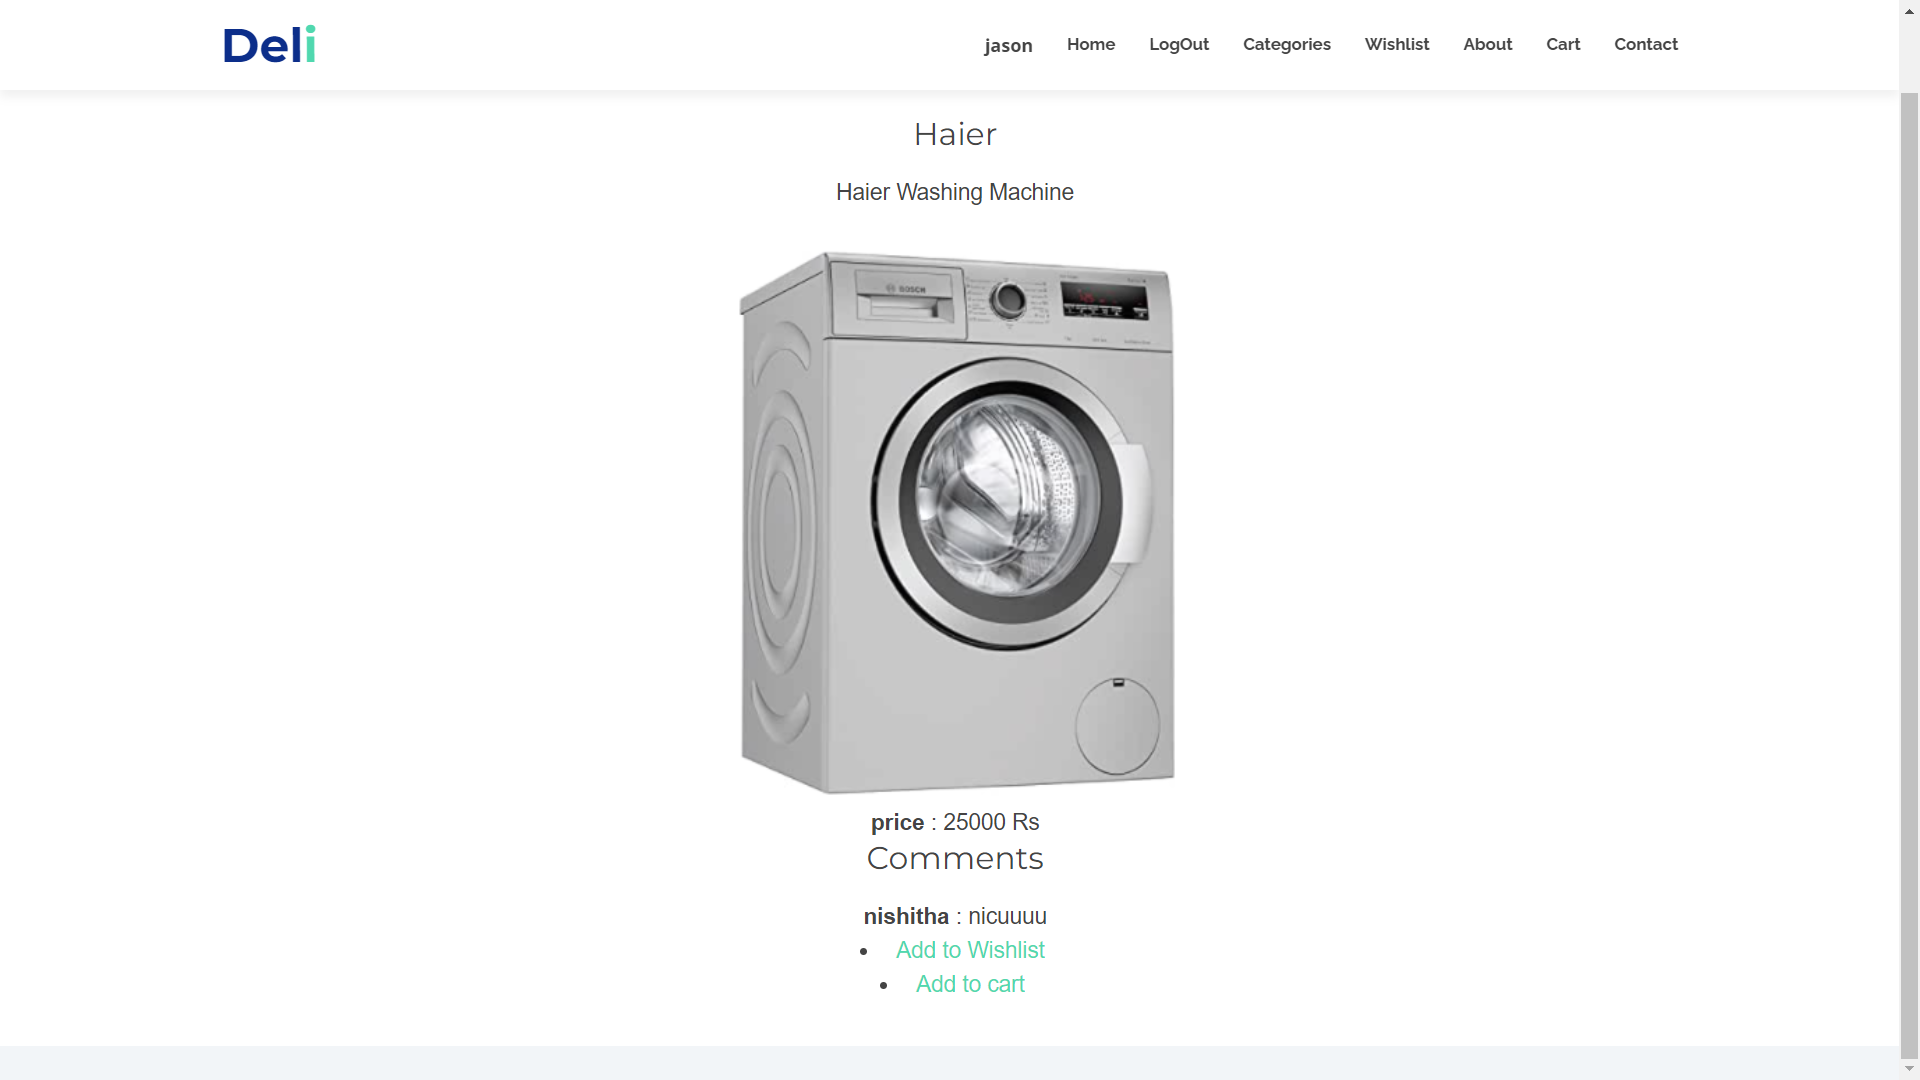 Deli
jason Home LogOut Categories Wishlist About Cart Contact
Haier
Haier Washing Machine
BOSCH
price : 25000 Rs
Comments
nishitha : nicuuuu
Add to Wishlist
Add to cart